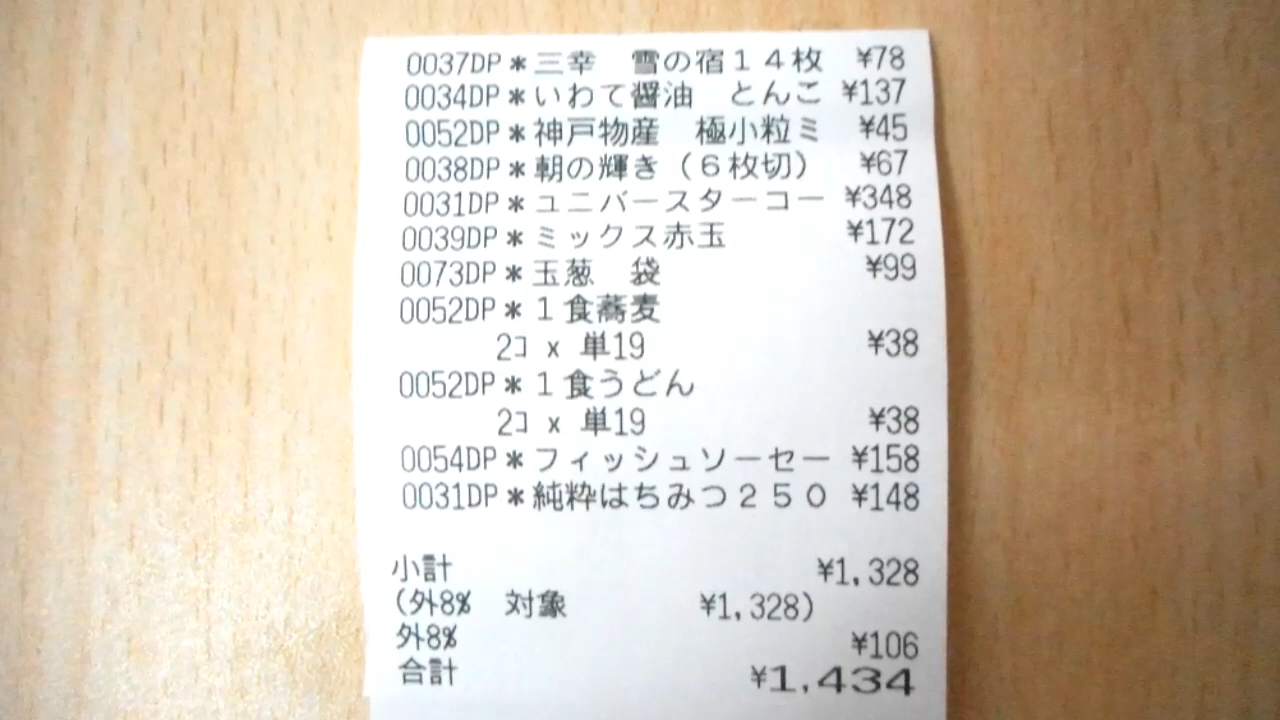 0037DP*三幸　雪の宿１４枚 ¥78
0034DP*いわて醤油　とんこ ¥137
0052DP*神戸物産　極小粒ミ ¥45
0038DP*朝の輝き（６枚切） ¥67
0031DP*ユニバースターコー ¥348
0039DP*ミックス赤玉 ¥172
0073DP*玉葱　袋 ¥99
0052DP*１食蕎麦
2コ x 単19 ¥38
0052DP*１食うどん
2コ x 単19 ¥38
0054DP*フィッシュソーセー ¥158
0031DP*純粋はちみつ２５０ ¥148
小計 ¥1,328
(外8%　対象 ¥1,328)
外8% ¥106
合計 ¥1,434